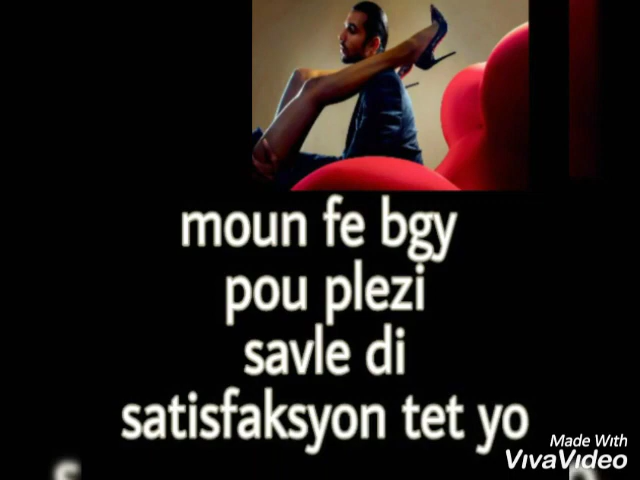 moun fe bgy
pou plezi
savle di
satisfaksyon tet yo
Made With
VivaVideo